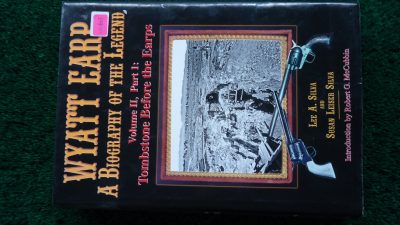 WYATT EARP
A BIOGRAPHY OF THE LEGEND
Volume II, Part 1:
Tombstone Before the Earps
LEE A. SILVA
AND
SUSAN LEISER SILVA
Introduction by Robert G. McCubbin